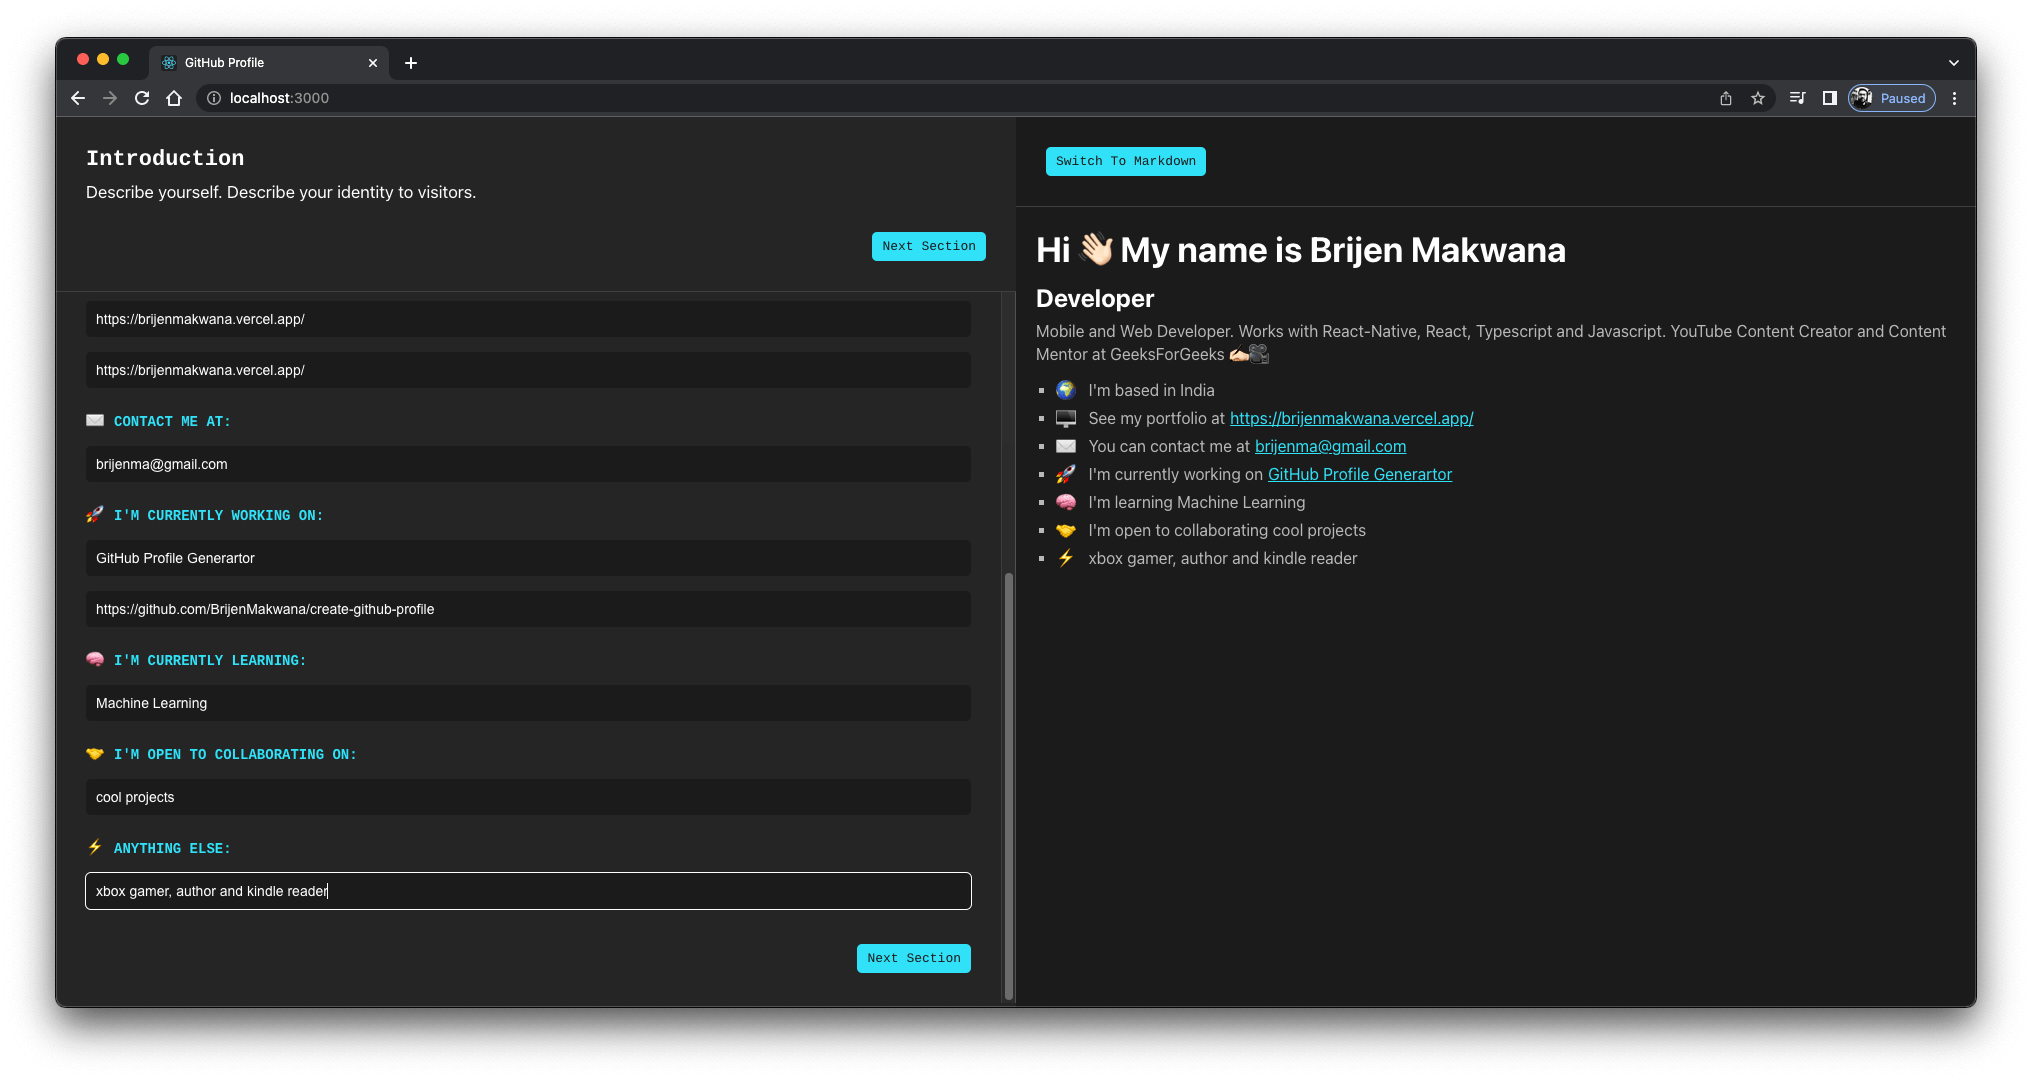 GitHub Profile
localhost:3000
Paused
Introduction
Describe yourself. Describe your identity to visitors.
Next Section
https://brijenmakwana.vercel.app/
https://brijenmakwana.vercel.app/
✉️ CONTACT ME AT:
brijenma@gmail.com
🚀 I'M CURRENTLY WORKING ON:
GitHub Profile Generartor
https://github.com/BrijenMakwana/create-github-profile
🧠 I'M CURRENTLY LEARNING:
Machine Learning
🤝 I'M OPEN TO COLLABORATING ON:
cool projects
⚡ ANYTHING ELSE:
xbox gamer, author and kindle reader
Next Section
Switch To Markdown
Hi 👋🏻 My name is Brijen Makwana
Developer
Mobile and Web Developer. Works with React-Native, React, Typescript and Javascript. YouTube Content Creator and Content
Mentor at GeeksForGeeks ✍🏻🎥
🌍 I'm based in India
🖥️ See my portfolio at https://brijenmakwana.vercel.app/
✉️ You can contact me at brijenma@gmail.com
🚀 I'm currently working on GitHub Profile Generartor
🧠 I'm learning Machine Learning
🤝 I'm open to collaborating cool projects
⚡ xbox gamer, author and kindle reader